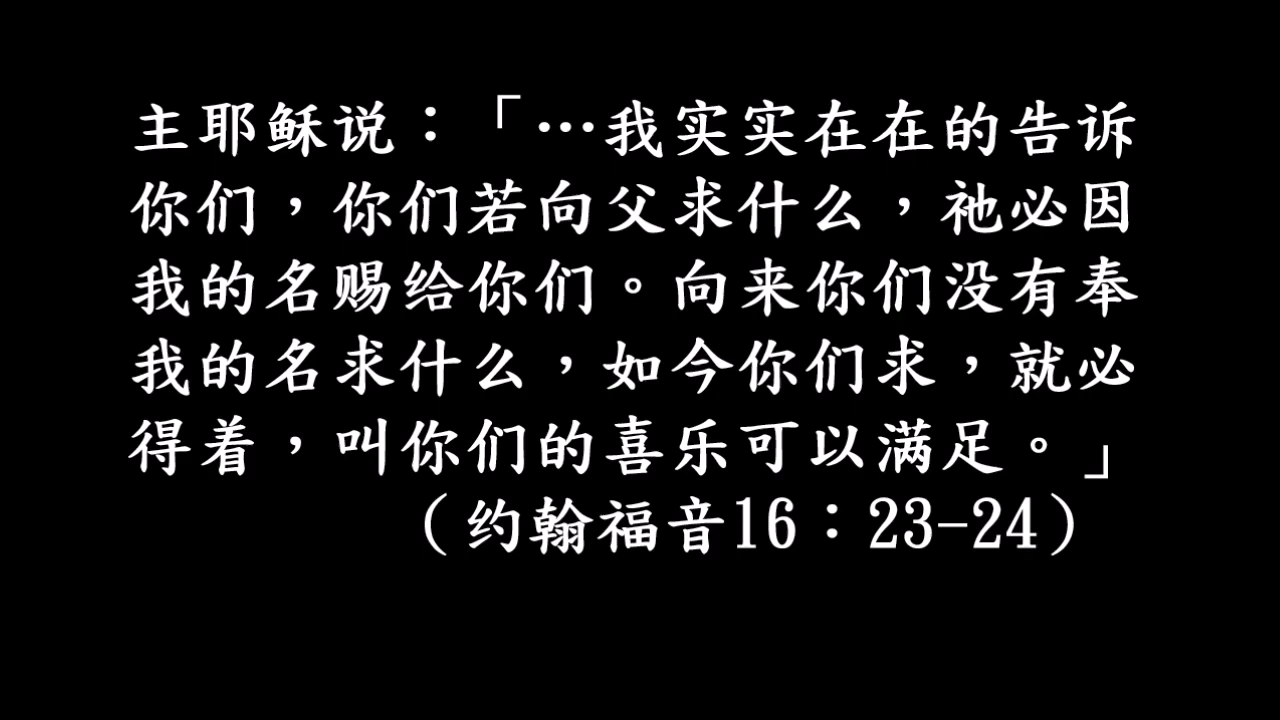 主耶稣说：「…我实实在在的告诉
你们，你们若向父求什么，祂必因
我的名赐给你们。向来你们没有奉
我的名求什么，如今你们求，就必
得着，叫你们的喜乐可以满足。」
（约翰福音16：23-24）